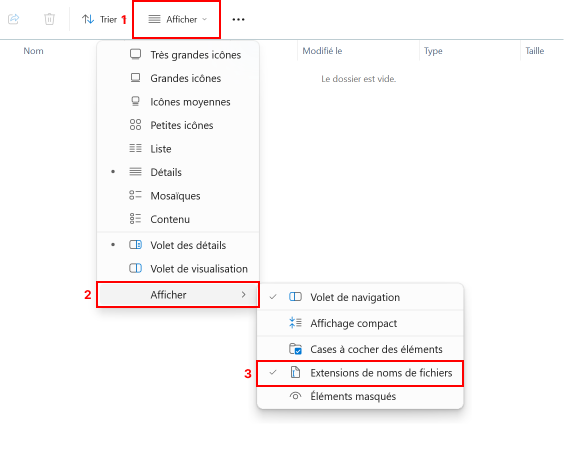 Trier 1 Afficher
Nom Modifié le Type Taille
Le dossier est vide.
Très grandes icônes
Grandes icônes
Icônes moyennes
Petites icônes
Liste
Détails
Mosaïques
Contenu
Volet des détails
Volet de visualisation
2 Afficher
Volet de navigation
Affichage compact
Cases à cocher des éléments
3 Extensions de noms de fichiers
Éléments masqués